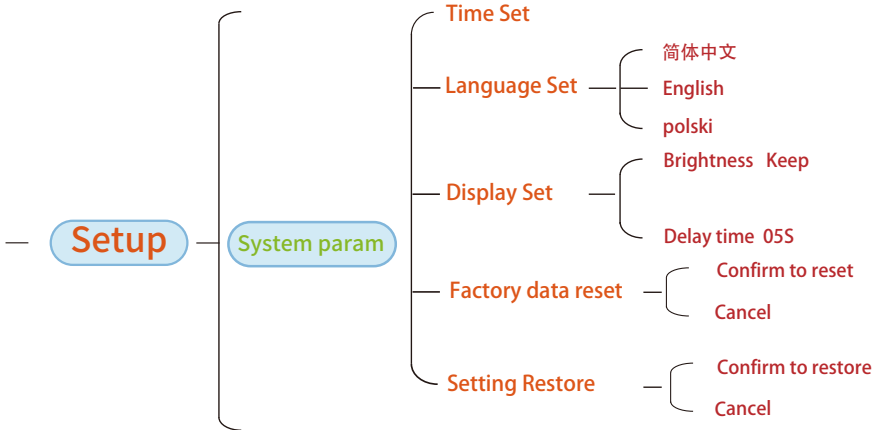 Setup
System param
Time Set
Language Set
简体中文
English
polski
Display Set
Brightness Keep
Delay time 05S
Factory data reset
Confirm to reset
Cancel
Setting Restore
Confirm to restore
Cancel